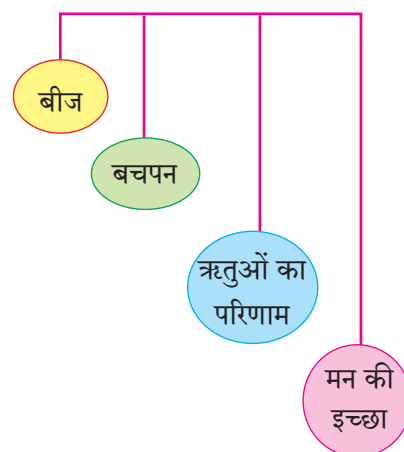 बीज
बचपन
ऋतुओं का
परिणाम
मन की
इच्छा